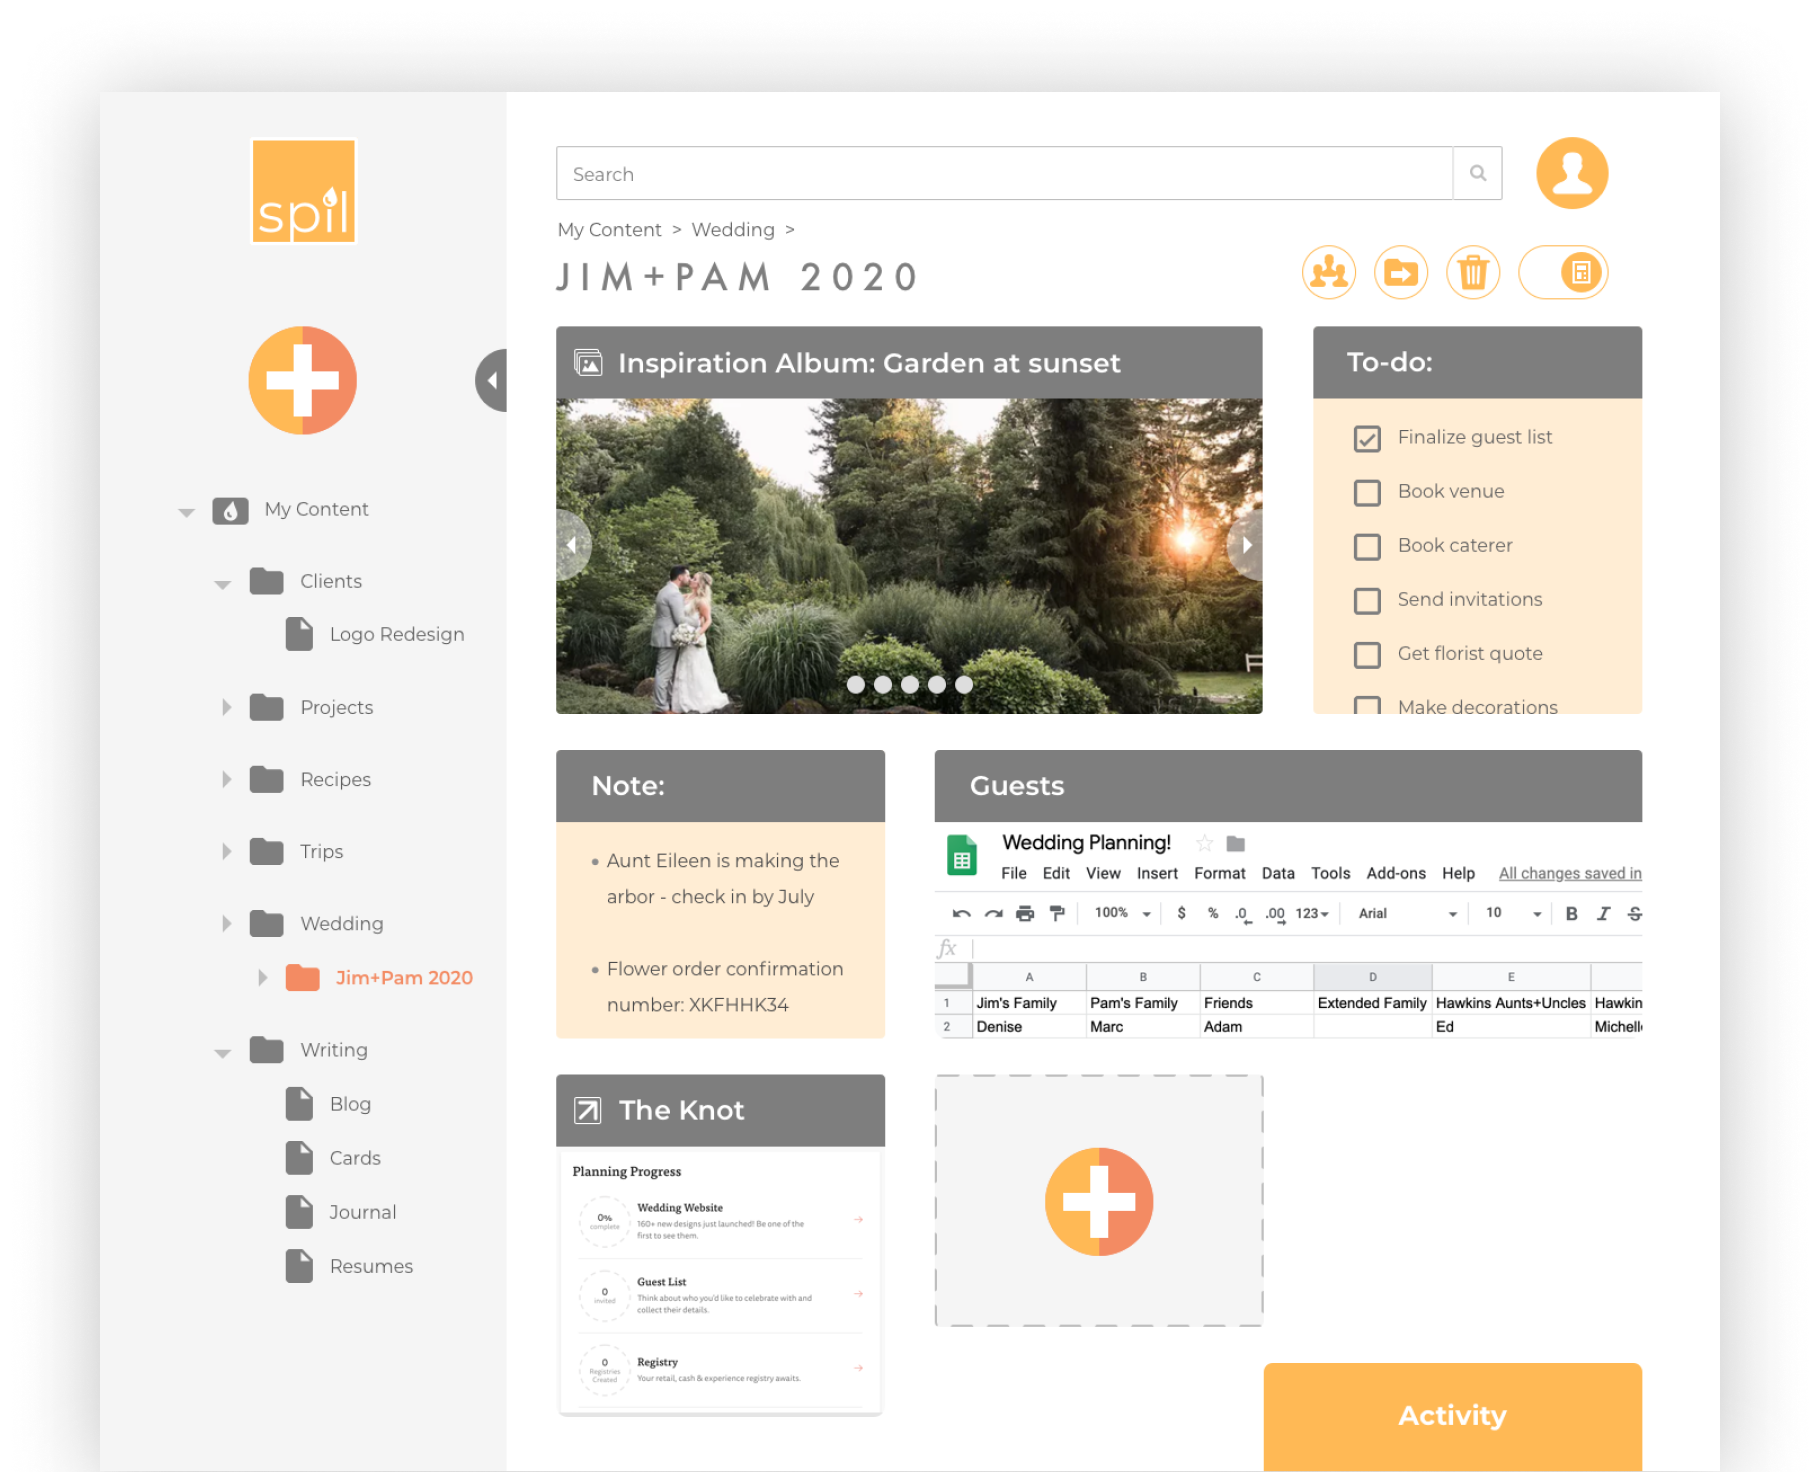 spil
My Content
Clients
Logo Redesign
Projects
Recipes
Trips
Wedding
Jim+Pam 2020
Writing
Blog
Cards
Journal
Resumes
Search
My Content > Wedding >
JIM+PAM 2020
Inspiration Album: Garden at sunset
To-do:
Finalize guest list
Book venue
Book caterer
Send invitations
Get florist quote
Make decorations
Note:
• Aunt Eileen is making the
arbor - check in by July
• Flower order confirmation
number: XKFHHK34
Guests
Wedding Planning!
File Edit View Insert Format Data Tools Add-ons Help All changes saved in
100% $ % .0 .00 123 Arial 10 B I S
fx
A B C D E
1 Jim's Family Pam's Family Friends Extended Family Hawkins Aunts+Uncles Hawkin
2 Denise Marc Adam Ed Michell
The Knot
Planning Progress
0%
complete
Wedding Website
160+ new designs just launched! Be one of the
first to see them.
0
invited
Guest List
Think about who you'd like to celebrate with and
collect their details.
0
Registries
Created
Registry
Your retail, cash & experience registry awaits.
Activity